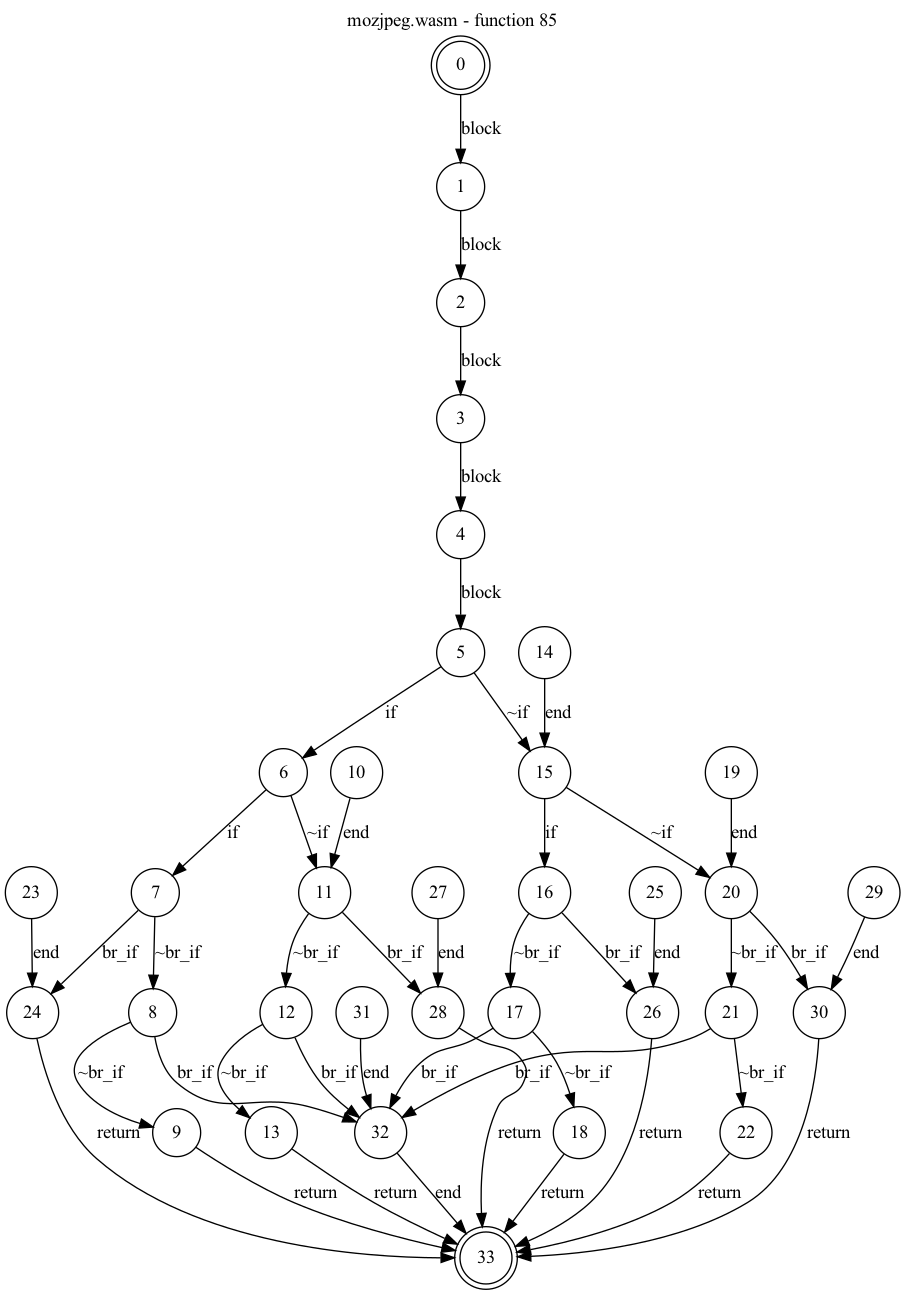 mozjpeg.wasm - function 85
0
block
1
block
2
block
3
block
4
block
5 14
if ~if end
6 10 15 19
if ~if end if ~if end
23 7 11 27 16 25 20 29
end br_if ~br_if ~br_if br_if end ~br_if br_if end ~br_if br_if end
24 8 12 31 28 17 26 21 30
~br_if br_if ~br_if br_if end br_if br_if ~br_if ~br_if
return 9 13 32 return 18 return 22 return
return return end return return
33